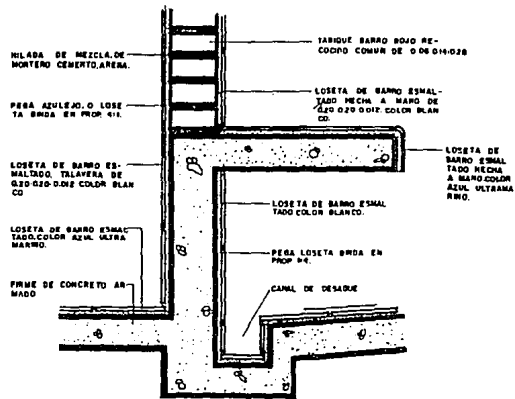 HILADA DE MEZCLA, DE
MORTERO CEMENTO, ARENA.
PEGA AZULEJO, O LOSE
TA BINDA EN PROP. 4:1.
LOSETA DE BARRO ES-
MALTADO, TALAVERA DE
0.20·0.20·0.012 COLOR BLAN
CO
LOSETA DE BARRO ESMAL
TADO, COLOR AZUL ULTRA
MARINO.
FIRME DE CONCRETO AR
MADO
TABIQUE BARRO ROJO RE-
COCIDO COMUN DE 0.06·0.14·0.28
LOSETA DE BARRO ESMAL-
TADO HECHA A MANO DE
0.20·0.20·0.012. COLOR BLAN
CO.
LOSETA DE BARRO ESMAL
TADO, COLOR BLANCO.
PEGA LOSETA BINDA EN
PROP
CANAL DE DESAGUE
LOSETA DE
BARRO ESMAL
TADO HECHA
A MANO, COLOR
AZUL ULTRAMA
RINO.